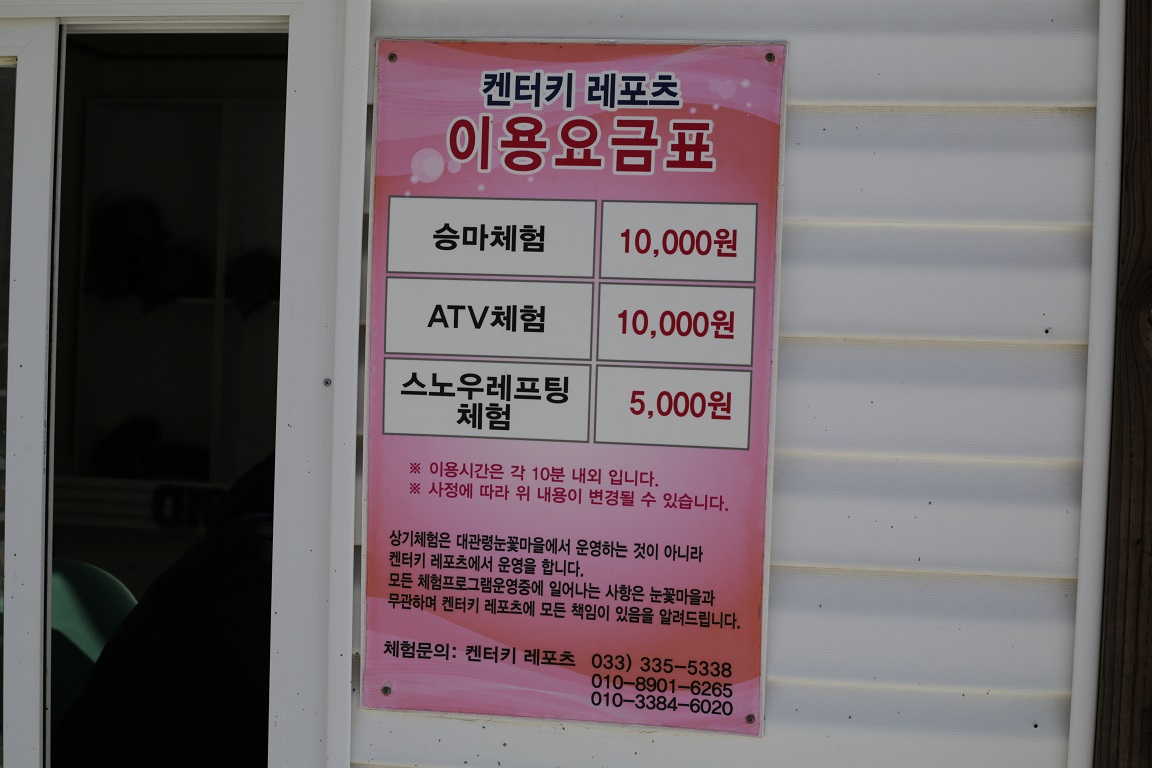 켄터키 레포츠
이용요금표
승마체험 10,000원
ATV체험 10,000원
스노우레프팅
체험 5,000원
※ 이용시간은 각 10분 내외 입니다.
※ 사정에 따라 위 내용이 변경될 수 있습니다.
상기체험은 대관령눈꽃마을에서 운영하는 것이 아니라
켄터키 레포츠에서 운영을 합니다.
모든 체험프로그램운영중에 일어나는 사항은 눈꽃마을과
무관하며 켄터키 레포츠에 모든 책임이 있음을 알려드립니다.
체험문의: 켄터키 레포츠 033) 335-5338
010-8901-6265
010-3384-6020